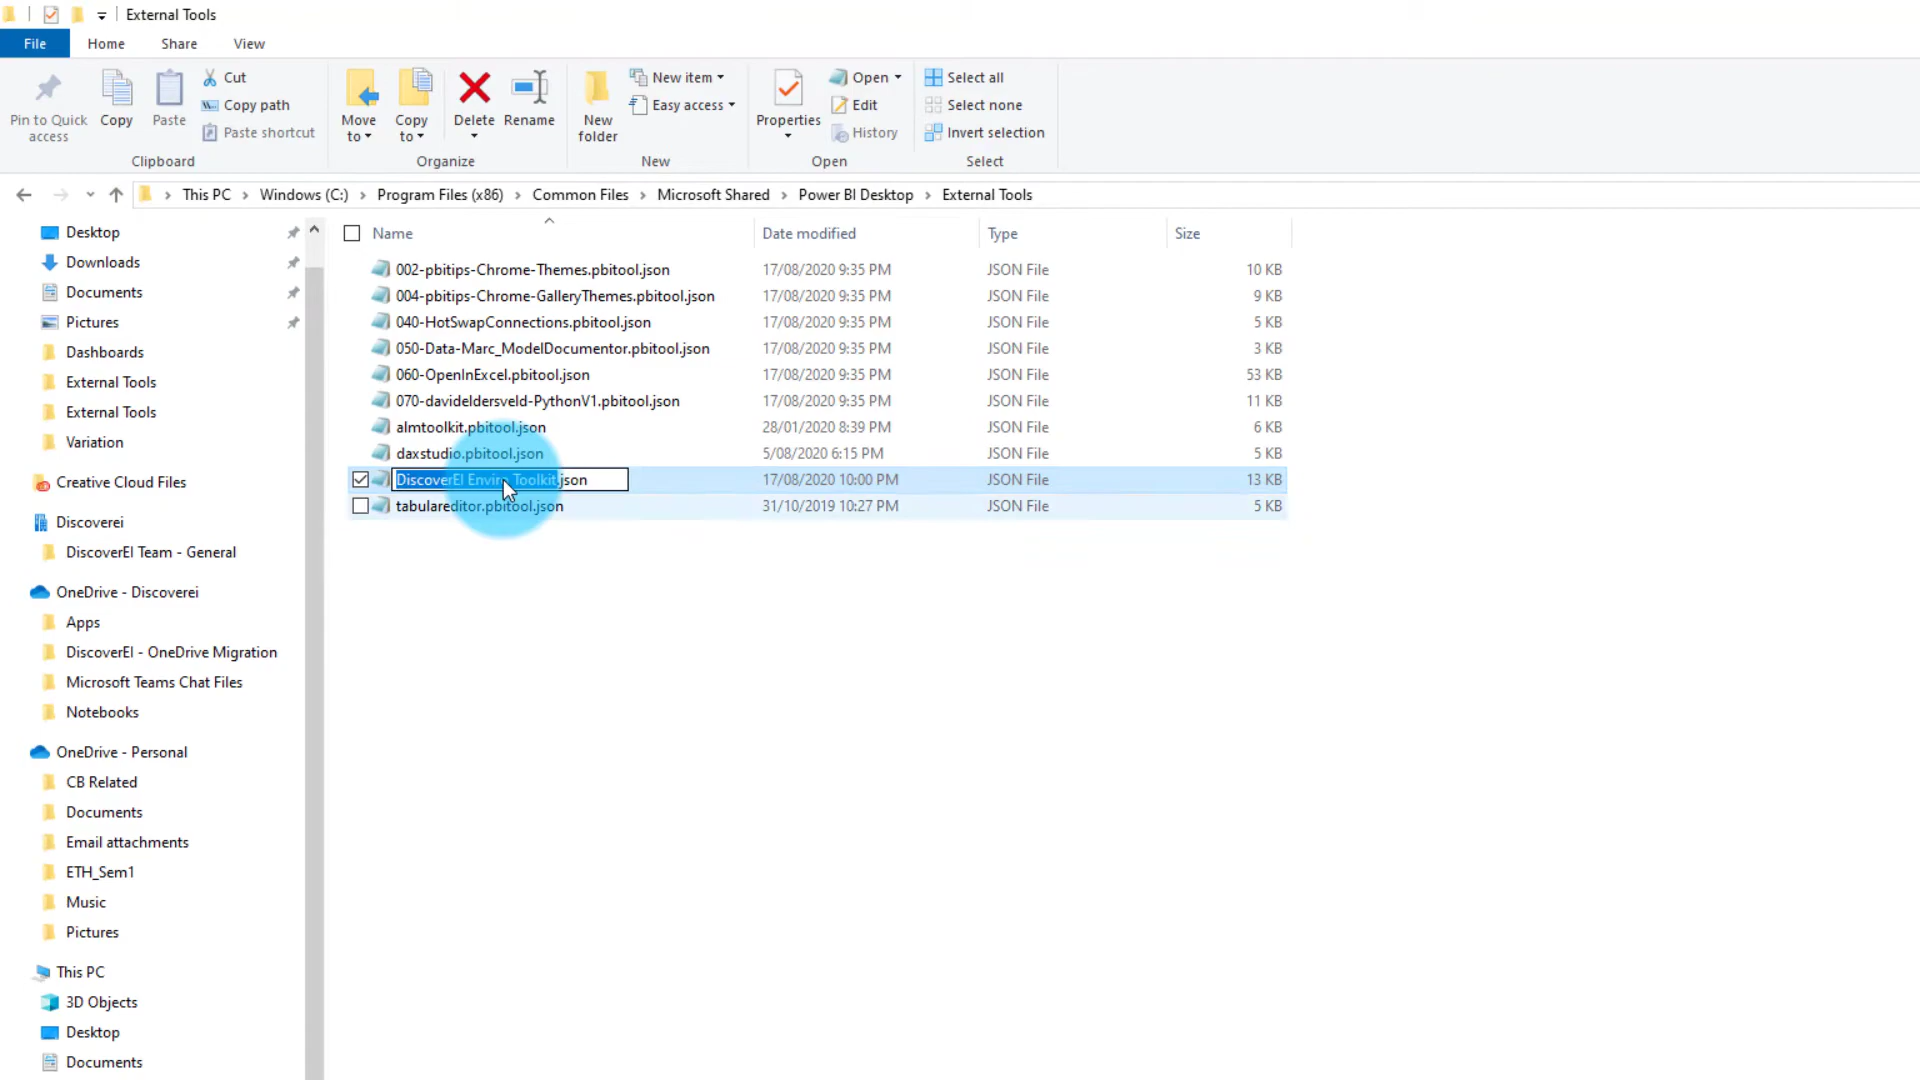 External Tools
File Home Share View
Pin to Quick access
Copy
Paste
Cut
Copy path
Paste shortcut
Clipboard
Move to
Copy to
Delete
Rename
Organize
New folder
New item
Easy access
New
Properties
Open
Edit
History
Open
Select all
Select none
Invert selection
Select
This PC > Windows (C:) > Program Files (x86) > Common Files > Microsoft Shared > Power BI Desktop > External Tools
Name Date modified Type Size
002-pbitips-Chrome-Themes.pbitool.json 17/08/2020 9:35 PM JSON File 10 KB
004-pbitips-Chrome-GalleryThemes.pbitool.json 17/08/2020 9:35 PM JSON File 9 KB
040-HotSwapConnections.pbitool.json 17/08/2020 9:35 PM JSON File 5 KB
050-Data-Marc_ModelDocumentor.pbitool.json 17/08/2020 9:35 PM JSON File 3 KB
060-OpenInExcel.pbitool.json 17/08/2020 9:35 PM JSON File 53 KB
070-davideldersveld-PythonV1.pbitool.json 17/08/2020 9:35 PM JSON File 11 KB
almtoolkit.pbitool.json 28/01/2020 8:39 PM JSON File 6 KB
daxstudio.pbitool.json 5/08/2020 6:15 PM JSON File 5 KB
DiscoverEI Enviro Toolkit.json 17/08/2020 10:00 PM JSON File 13 KB
tabulareditor.pbitool.json 31/10/2019 10:27 PM JSON File 5 KB
Desktop
Downloads
Documents
Pictures
Dashboards
External Tools
External Tools
Variation
Creative Cloud Files
Discoverei
DiscoverEI Team - General
OneDrive - Discoverei
Apps
DiscoverEI - OneDrive Migration
Microsoft Teams Chat Files
Notebooks
OneDrive - Personal
CB Related
Documents
Email attachments
ETH_Sem1
Music
Pictures
This PC
3D Objects
Desktop
Documents